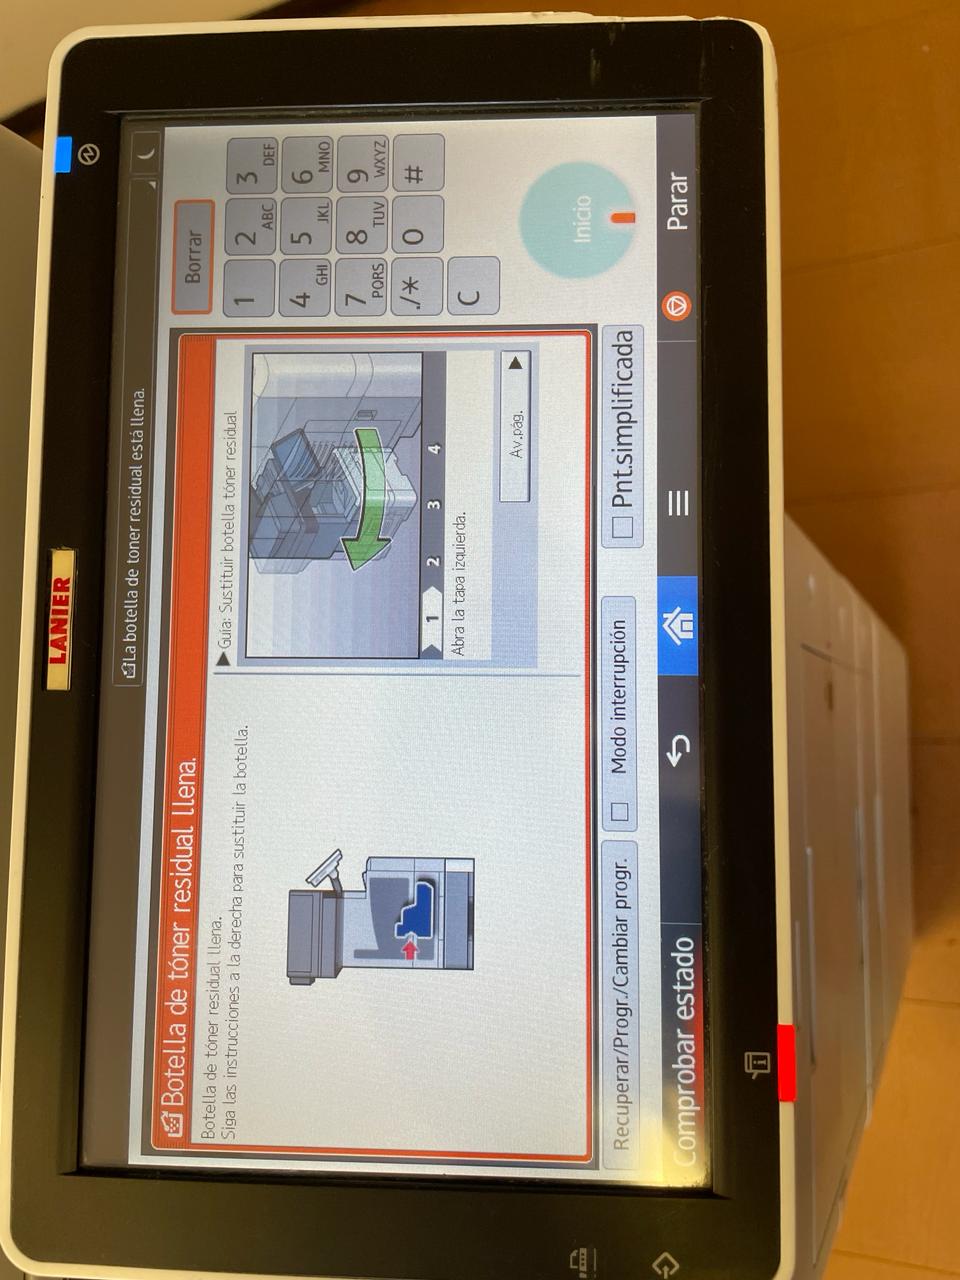 LANIER
La botella de toner residual está llena.
Botella de tóner residual llena.
Botella de tóner residual llena.
Siga las instrucciones a la derecha para sustituir la botella.
Guía: Sustituir botella tóner residual
1 2 3 4
Abra la tapa izquierda.
Av.pág.
Borrar
1 2 ABC 3 DEF
4 GHI 5 JKL 6 MNO
7 PQRS 8 TUV 9 WXYZ
./* 0 #
C
Inicio
Recuperar/Progr./Cambiar progr.
Modo interrupción
Pnt.simplificada
Comprobar estado
Parar